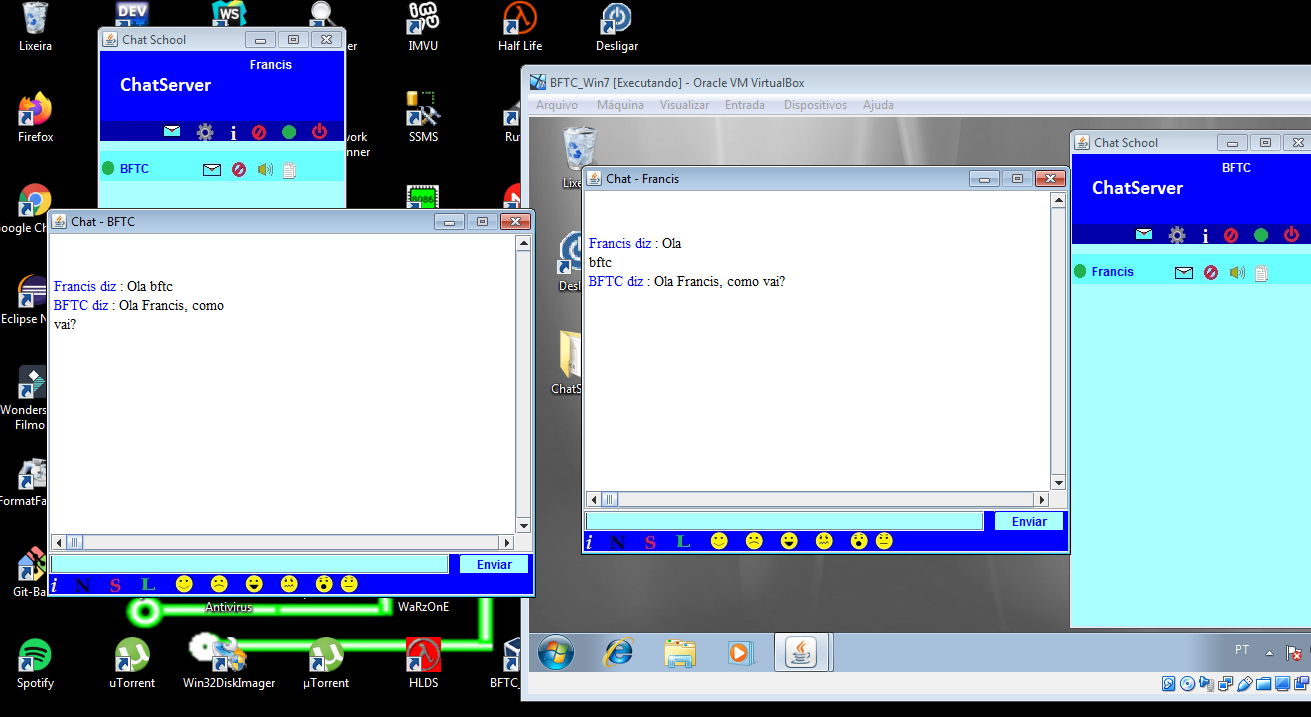 Lixeira
DEV
WS
er
IMVU
Half Life
Desligar
Chat School
Francis
ChatServer
i
BFTC
Firefox
SSMS
Ru
work
nner
8086
oogle Ch
Eclipse N
Wonders
Filmo
FormatFa
Git-Ba
Chat - BFTC
Francis diz : Ola bftc
BFTC diz : Ola Francis, como
vai?
Enviar
i N S L
Antivirus
WaRzOnE
Spotify
uTorrent
Win32DiskImager
µTorrent
HLDS
BFTC_
BFTC_Win7 [Executando] - Oracle VM VirtualBox
Arquivo Máquina Visualizar Entrada Dispositivos Ajuda
Lixe
Desl
ChatS
Chat - Francis
Francis diz : Ola
bftc
BFTC diz : Ola Francis, como vai?
Enviar
i N S L
Chat School
BFTC
ChatServer
i
Francis
PT